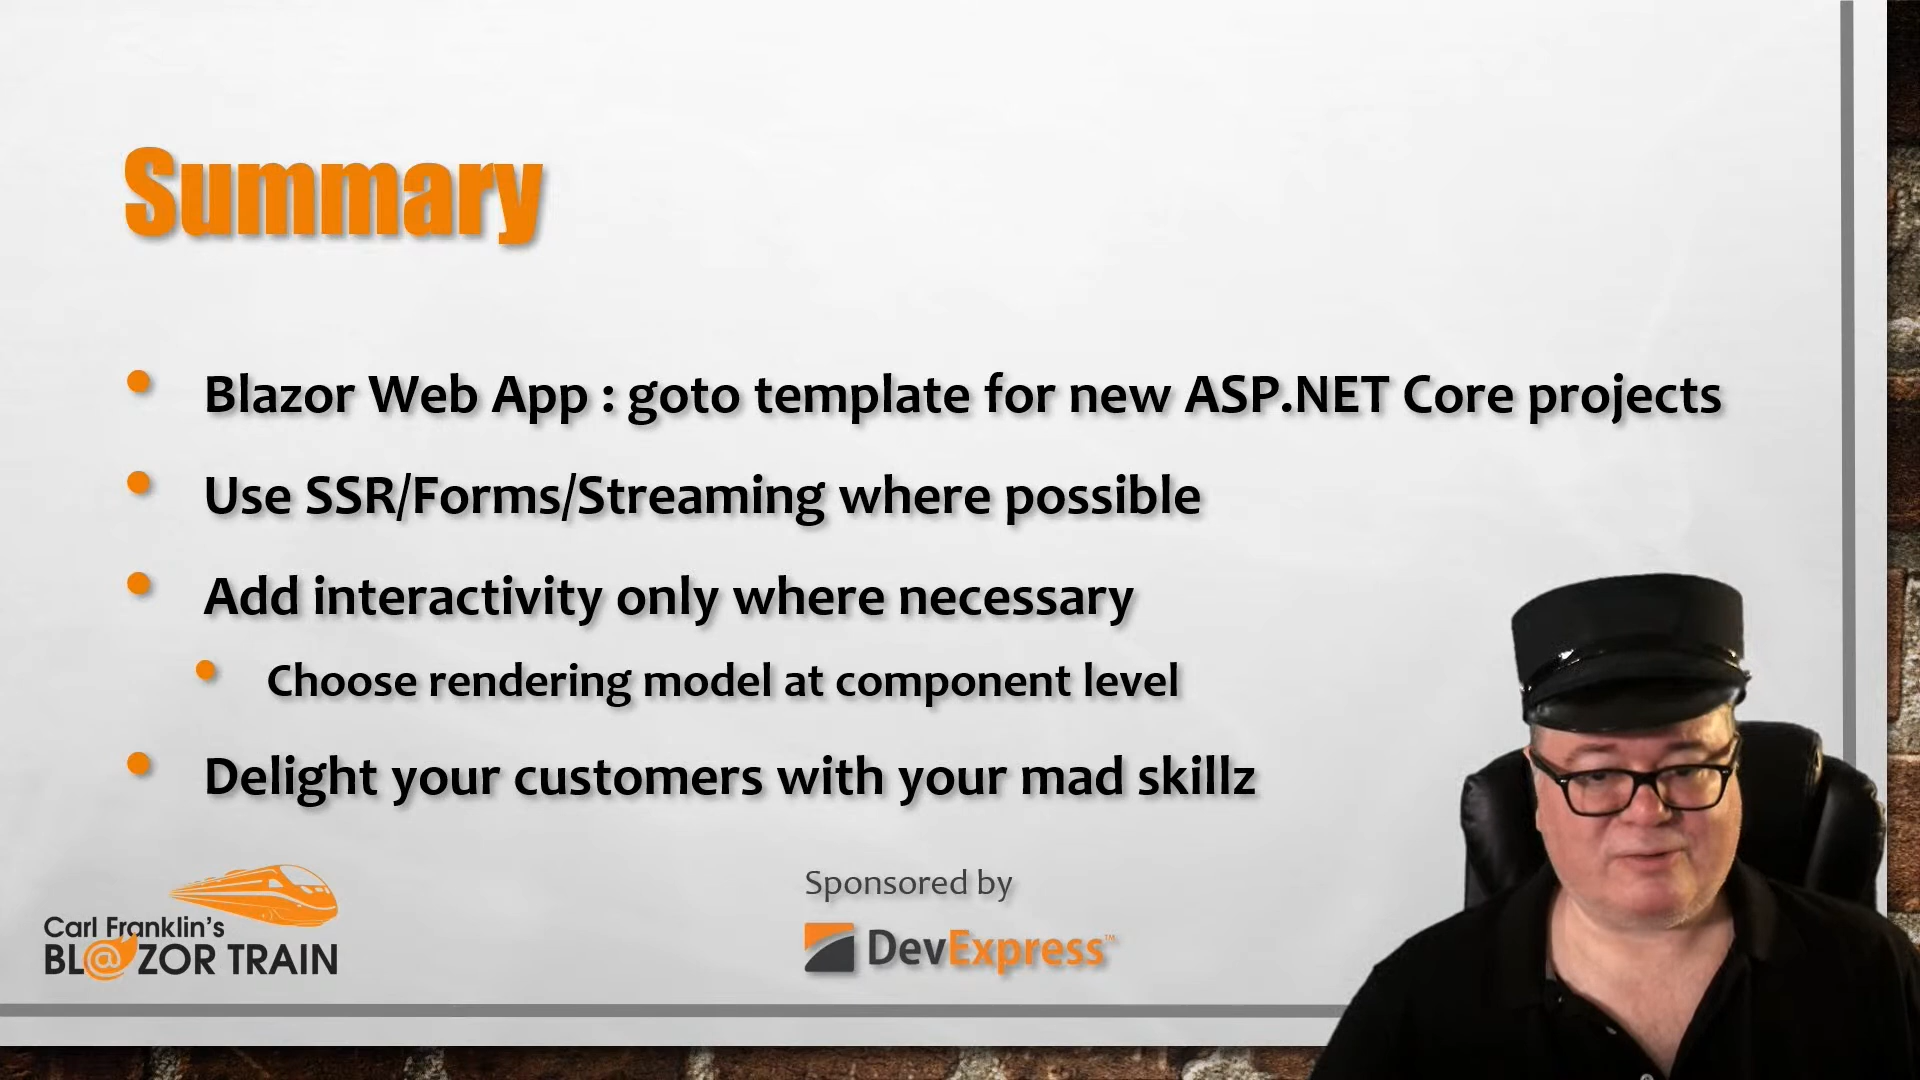 Summary
Blazor Web App : goto template for new ASP.NET Core projects
Use SSR/Forms/Streaming where possible
Add interactivity only where necessary
Choose rendering model at component level
Delight your customers with your mad skillz
Carl Franklin's
BL@ZOR TRAIN
Sponsored by
DevExpress™